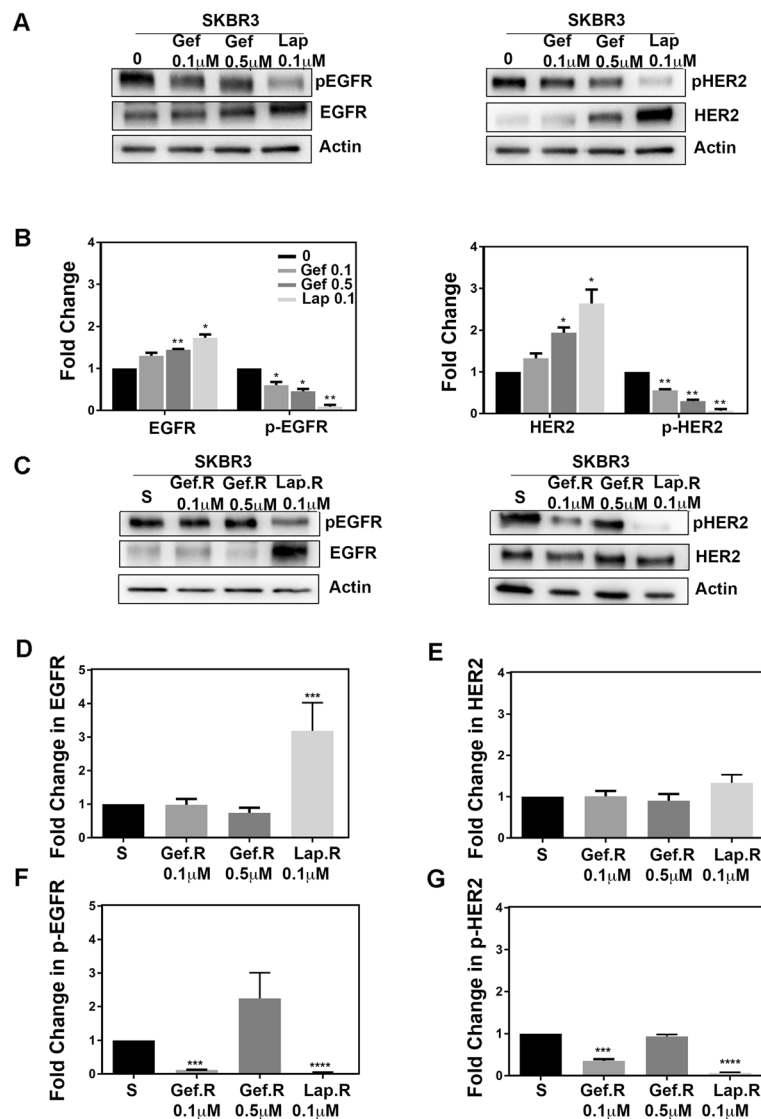 A
SKBR3
0
Gef 0.1μM
Gef 0.5μM
Lap 0.1μM
pEGFR
EGFR
Actin
SKBR3
0
Gef 0.1μM
Gef 0.5μM
Lap 0.1μM
pHER2
HER2
Actin
B
Fold Change
4
3
2
1
0
0
Gef 0.1
Gef 0.5
Lap 0.1
**
*
*
*
**
EGFR
p-EGFR
Fold Change
4
3
2
1
0
*
*
**
**
**
HER2
p-HER2
C
SKBR3
S
Gef.R 0.1μM
Gef.R 0.5μM
Lap.R 0.1μM
pEGFR
EGFR
Actin
SKBR3
S
Gef.R 0.1μM
Gef.R 0.5μM
Lap.R 0.1μM
pHER2
HER2
Actin
D
Fold Change in EGFR
5
4
3
2
1
0
***
S
Gef.R 0.1μM
Gef.R 0.5μM
Lap.R 0.1μM
E
Fold Change in HER2
5
4
3
2
1
0
S
Gef.R 0.1μM
Gef.R 0.5μM
Lap.R 0.1μM
F
Fold Change in p-EGFR
5
4
3
2
1
0
***
****
S
Gef.R 0.1μM
Gef.R 0.5μM
Lap.R 0.1μM
G
Fold Change in p-HER2
5
4
3
2
1
0
***
****
S
Gef.R 0.1μM
Gef.R 0.5μM
Lap.R 0.1μM